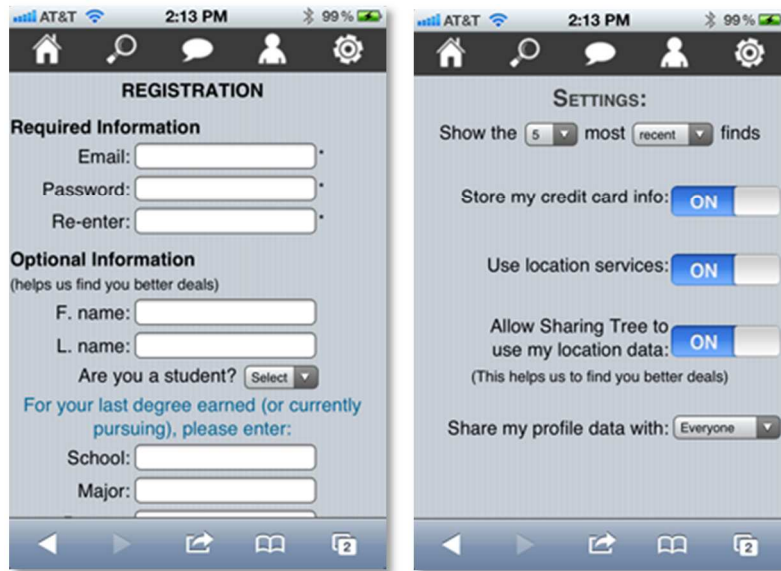 AT&T 2:13 PM 99 %
REGISTRATION
Required Information
Email: *
Password: *
Re-enter: *
Optional Information
(helps us find you better deals)
F. name:
L. name:
Are you a student? Select
For your last degree earned (or currently
pursuing), please enter:
School:
Major:
2
AT&T 2:13 PM 99 %
SETTINGS:
Show the 5 most recent finds
Store my credit card info: ON
Use location services: ON
Allow Sharing Tree to
use my location data: ON
(This helps us to find you better deals)
Share my profile data with: Everyone
2